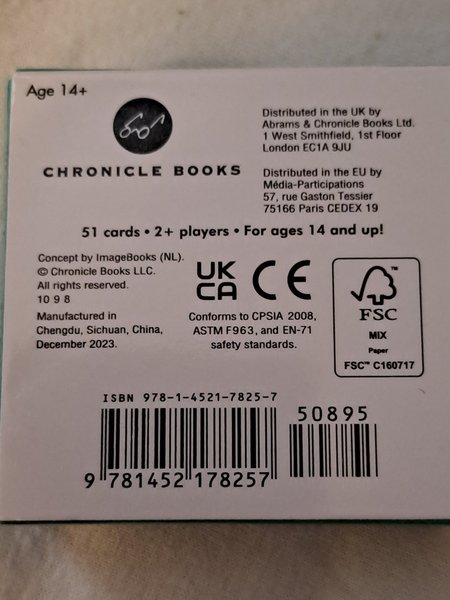 Age 14+
CHRONICLE BOOKS
Distributed in the UK by
Abrams & Chronicle Books Ltd.
1 West Smithfield, 1st Floor
London EC1A 9JU
Distributed in the EU by
Média-Participations
57, rue Gaston Tessier
75166 Paris CEDEX 19
51 cards • 2+ players • For ages 14 and up!
Concept by ImageBooks (NL).
© Chronicle Books LLC.
All rights reserved.
10 9 8
Manufactured in
Chengdu, Sichuan, China,
December 2023.
UK
CA CE
Conforms to CPSIA 2008,
ASTM F963, and EN-71
safety standards.
™
FSC
MIX
Paper
FSC™ C160717
ISBN 978-1-4521-7825-7
50895
9 781452 178257